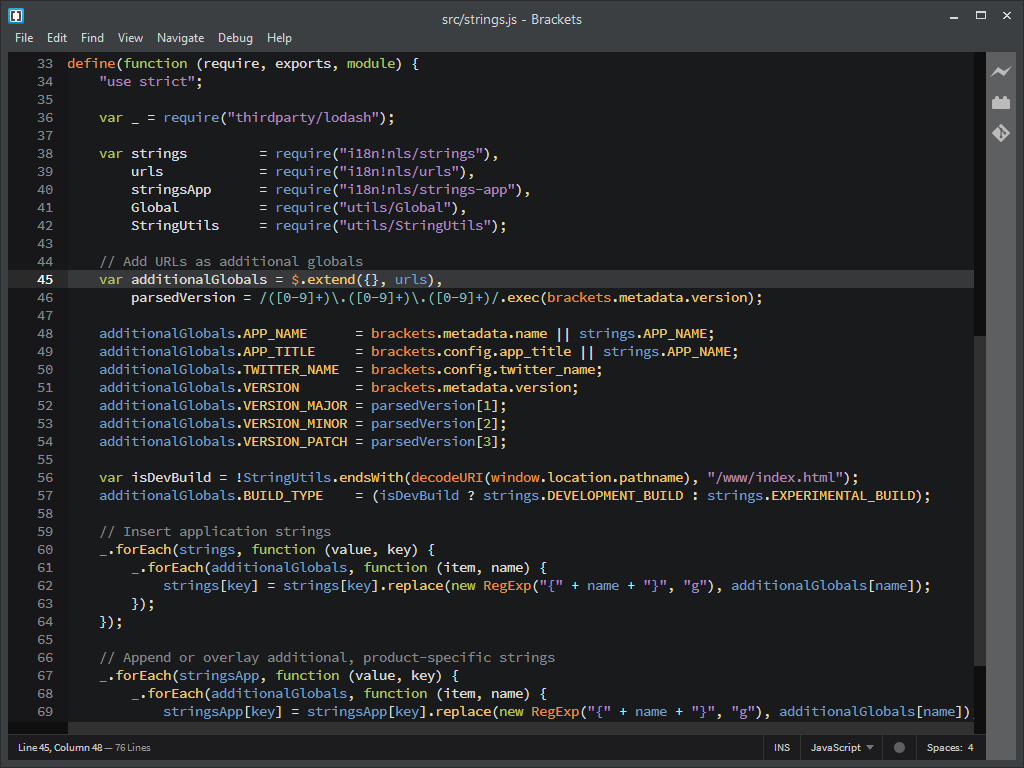 src/strings.js - Brackets
File Edit Find View Navigate Debug Help
33 define(function (require, exports, module) {
34     "use strict";
35
36     var _ = require("thirdparty/lodash");
37
38     var strings         = require("i18n!nls/strings"),
39         urls            = require("i18n!nls/urls"),
40         stringsApp      = require("i18n!nls/strings-app"),
41         Global          = require("utils/Global"),
42         StringUtils     = require("utils/StringUtils");
43
44     // Add URLs as additional globals
45     var additionalGlobals = $.extend({}, urls),
46         parsedVersion = /([0-9]+)\.([0-9]+)\.([0-9]+)/.exec(brackets.metadata.version);
47
48     additionalGlobals.APP_NAME      = brackets.metadata.name || strings.APP_NAME;
49     additionalGlobals.APP_TITLE     = brackets.config.app_title || strings.APP_NAME;
50     additionalGlobals.TWITTER_NAME  = brackets.config.twitter_name;
51     additionalGlobals.VERSION       = brackets.metadata.version;
52     additionalGlobals.VERSION_MAJOR = parsedVersion[1];
53     additionalGlobals.VERSION_MINOR = parsedVersion[2];
54     additionalGlobals.VERSION_PATCH = parsedVersion[3];
55
56     var isDevBuild = !StringUtils.endsWith(decodeURI(window.location.pathname), "/www/index.html");
57     additionalGlobals.BUILD_TYPE    = (isDevBuild ? strings.DEVELOPMENT_BUILD : strings.EXPERIMENTAL_BUILD);
58
59     // Insert application strings
60     _.forEach(strings, function (value, key) {
61         _.forEach(additionalGlobals, function (item, name) {
62             strings[key] = strings[key].replace(new RegExp("{" + name + "}", "g"), additionalGlobals[name]);
63         });
64     });
65
66     // Append or overlay additional, product-specific strings
67     _.forEach(stringsApp, function (value, key) {
68         _.forEach(additionalGlobals, function (item, name) {
69             stringsApp[key] = stringsApp[key].replace(new RegExp("{" + name + "}", "g"), additionalGlobals[name])
Line 45, Column 48 — 76 Lines INS JavaScript Spaces: 4